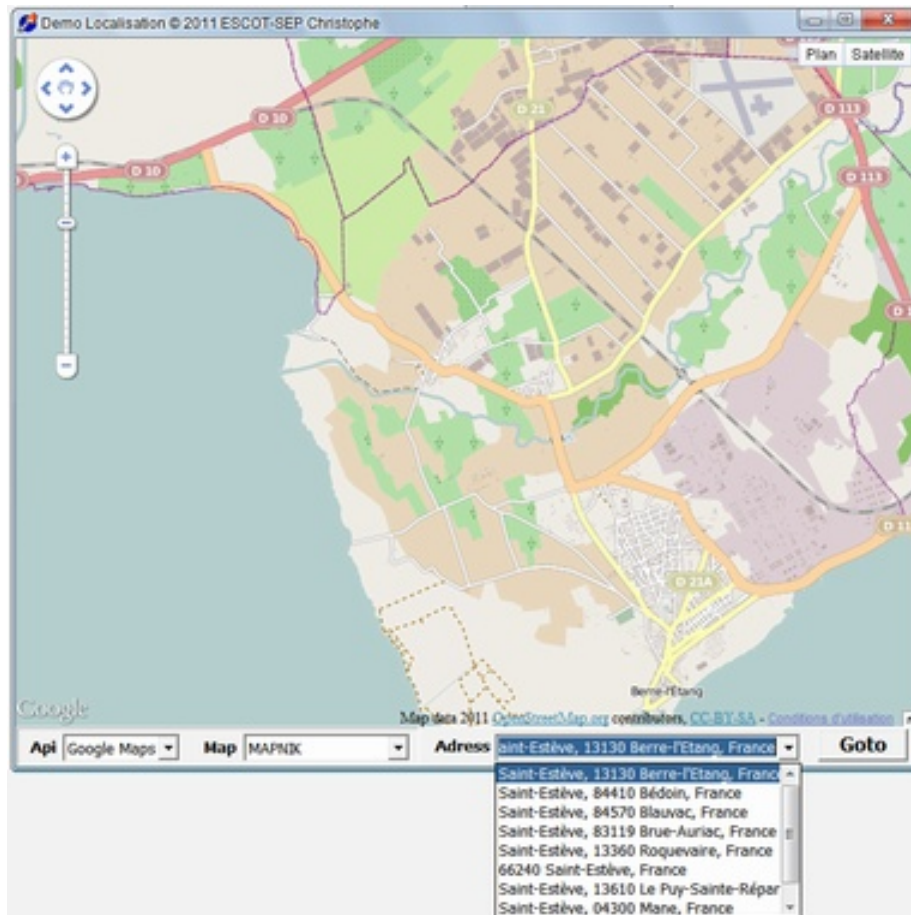 Demo Localisation © 2011 ESCOT-SEP Christophe
Plan Satellite
D 10
D 21
D 113
D 10
D 113
D 1
D 11
D 21A
Berre-l'Etang
Google
Map data 2011 OpenStreetMap.org contributors, CC-BY-SA - Conditions d'utilisation
Api Google Maps Map MAPNIK Adress aint-Estève, 13130 Berre-l'Etang, France Goto
Saint-Estève, 13130 Berre-l'Etang, France
Saint-Estève, 84410 Bédoin, France
Saint-Estève, 84570 Blauvac, France
Saint-Estève, 83119 Brue-Auriac, France
Saint-Estève, 13360 Roquevaire, France
66240 Saint-Estève, France
Saint-Estève, 13610 Le Puy-Sainte-Répar
Saint-Estève, 04300 Mane, France